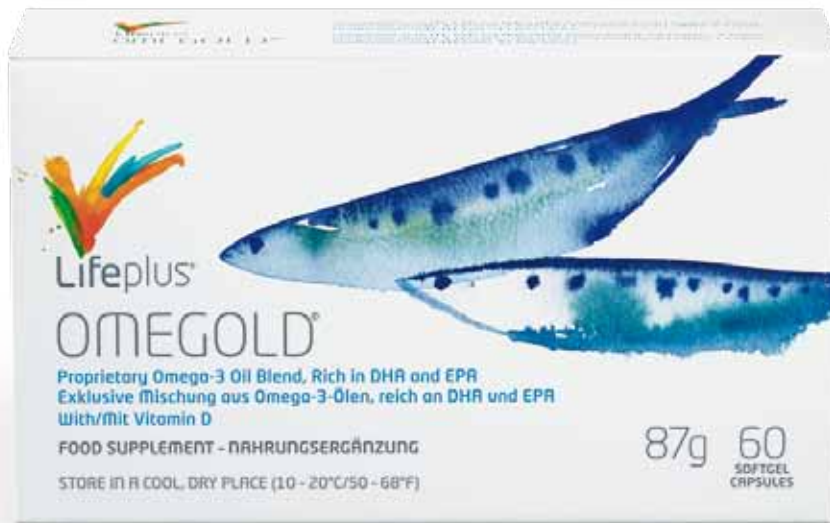 Lifeplus®
OMEGOLD®
Proprietary Omega-3 Oil Blend, Rich in DHA and EPA
Exklusive Mischung aus Omega-3-Ölen, reich an DHA und EPA
With/Mit Vitamin D
FOOD SUPPLEMENT - NAHRUNGSERGÄNZUNG
STORE IN A COOL, DRY PLACE (10 - 20°C/50 - 68°F)
87g 60
SOFTGEL
CAPSULES